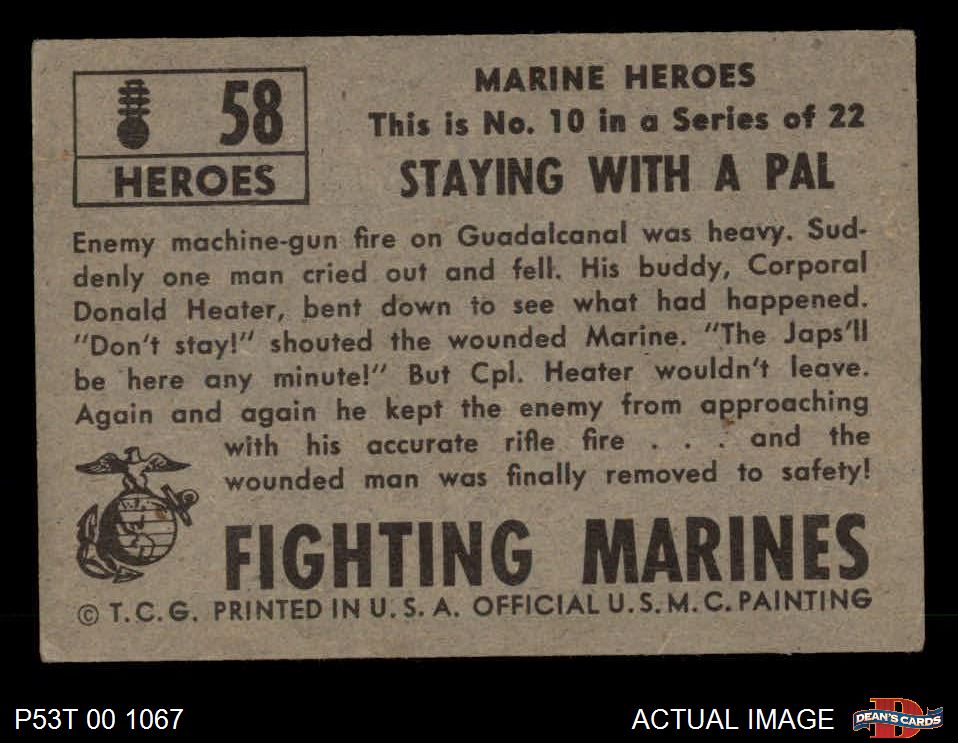 58
HEROES
MARINE HEROES
This is No. 10 in a Series of 22
STAYING WITH A PAL
Enemy machine-gun fire on Guadalcanal was heavy. Sud-
denly one man cried out and fell. His buddy, Corporal
Donald Heater, bent down to see what had happened.
"Don't stay!" shouted the wounded Marine. "The Japs'll
be here any minute!" But Cpl. Heater wouldn't leave.
Again and again he kept the enemy from approaching
with his accurate rifle fire . . . and the
wounded man was finally removed to safety!
FIGHTING MARINES
© T.C.G. PRINTED IN U.S.A. OFFICIAL U.S.M.C. PAINTING
P53T 00 1067
ACTUAL IMAGE
DEAN'S CARDS